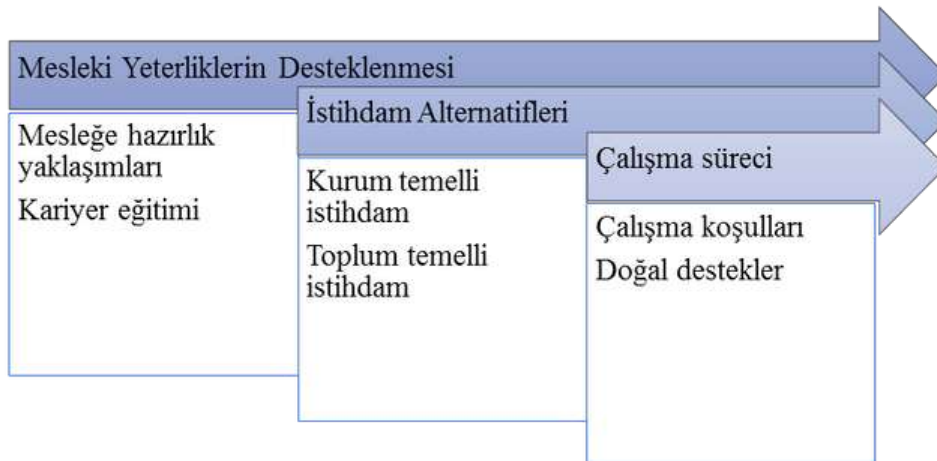 Mesleki Yeterliklerin Desteklenmesi
Mesleğe hazırlık
yaklaşımları
Kariyer eğitimi
İstihdam Alternatifleri
Kurum temelli
istihdam
Toplum temelli
istihdam
Çalışma süreci
Çalışma koşulları
Doğal destekler